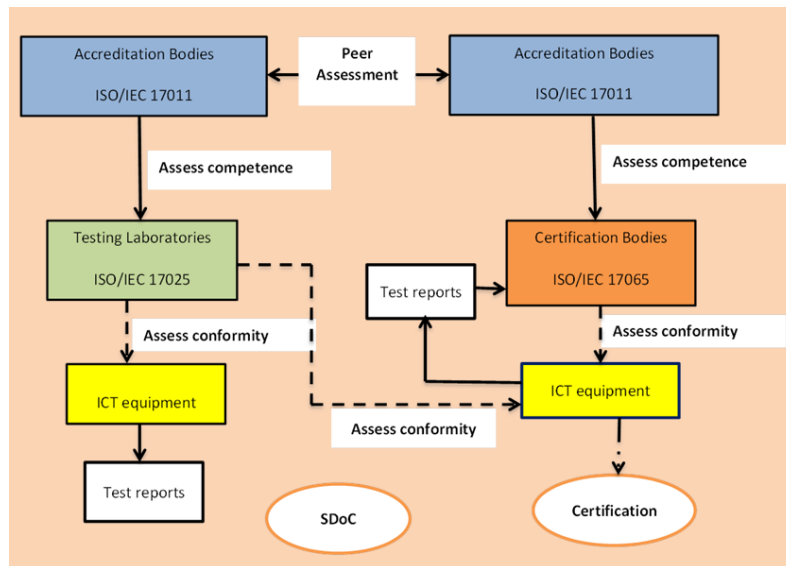 Accreditation Bodies
ISO/IEC 17011
Peer
Assessment
Accreditation Bodies
ISO/IEC 17011
Assess competence
Assess competence
Testing Laboratories
ISO/IEC 17025
Certification Bodies
ISO/IEC 17065
Test reports
Assess conformity
Assess conformity
ICT equipment
ICT equipment
Assess conformity
Test reports
SDoC
Certification